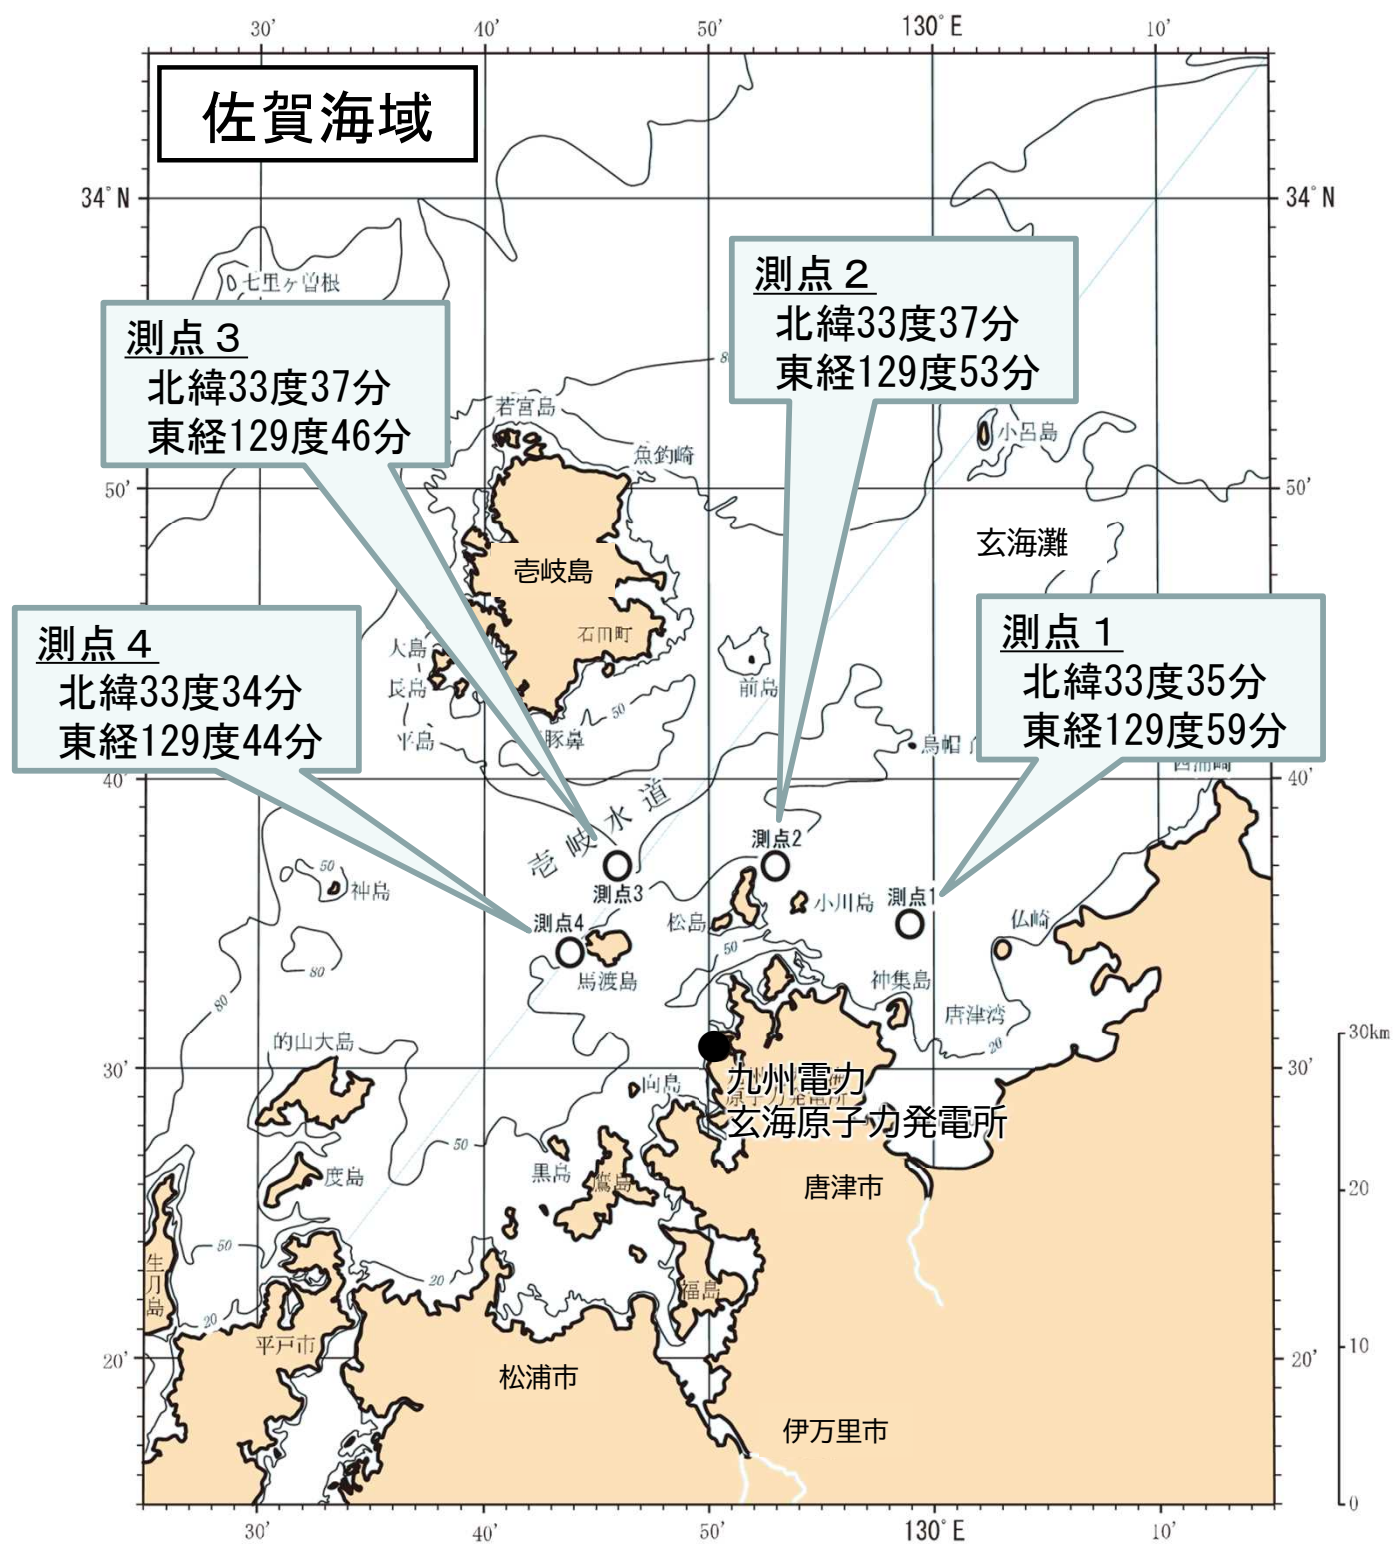 30'
40'
50'
130°E
10'
佐賀海域
34°N
34°N
七里ヶ曽根
測点２
北緯33度37分
東経129度53分
測点３
北緯33度37分
東経129度46分
若宮島
小呂島
魚釣崎
50'
50'
玄海灘
壱岐島
石田町
測点１
北緯33度35分
東経129度59分
測点４
北緯33度34分
東経129度44分
大島
長島
前島
平島
50
豚鼻
烏帽
40'
40'
壱岐水道
測点2
測点3
50
神島
松島
小川島
測点1
測点4
仏崎
50
80
馬渡島
神集島
80
唐津湾
20
的山大島
30km
30'
30'
向島
九州電力
玄海原子力発電所
50
黒島
鷹島
度島
唐津市
20
50
生月島
20
福島
20
平戸市
10
20'
20'
松浦市
伊万里市
0
30'
40'
50'
130°E
10'